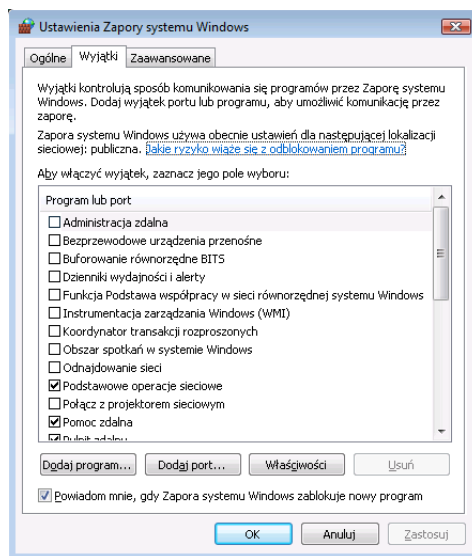 Ustawienia Zapory systemu Windows
Ogólne Wyjątki Zaawansowane
Wyjątki kontrolują sposób komunikowania się programów przez Zaporę systemu
Windows. Dodaj wyjątek portu lub programu, aby umożliwić komunikację przez
zaporę.
Zapora systemu Windows używa obecnie ustawień dla następującej lokalizacji
sieciowej: publiczna. Jakie ryzyko wiąże się z odblokowaniem programu?
Aby włączyć wyjątek, zaznacz jego pole wyboru:
Program lub port
Administracja zdalna
Bezprzewodowe urządzenia przenośne
Buforowanie równorzędne BITS
Dzienniki wydajności i alerty
Funkcja Podstawa współpracy w sieci równorzędnej systemu Windows
Instrumentacja zarządzania Windows (WMI)
Koordynator transakcji rozproszonych
Obszar spotkań w systemie Windows
Odnajdowanie sieci
Podstawowe operacje sieciowe
Połącz z projektorem sieciowym
Pomoc zdalna
Pulpit zdalny
Dodaj program... Dodaj port... Właściwości Usuń
Powiadom mnie, gdy Zapora systemu Windows zablokuje nowy program
OK Anuluj Zastosuj